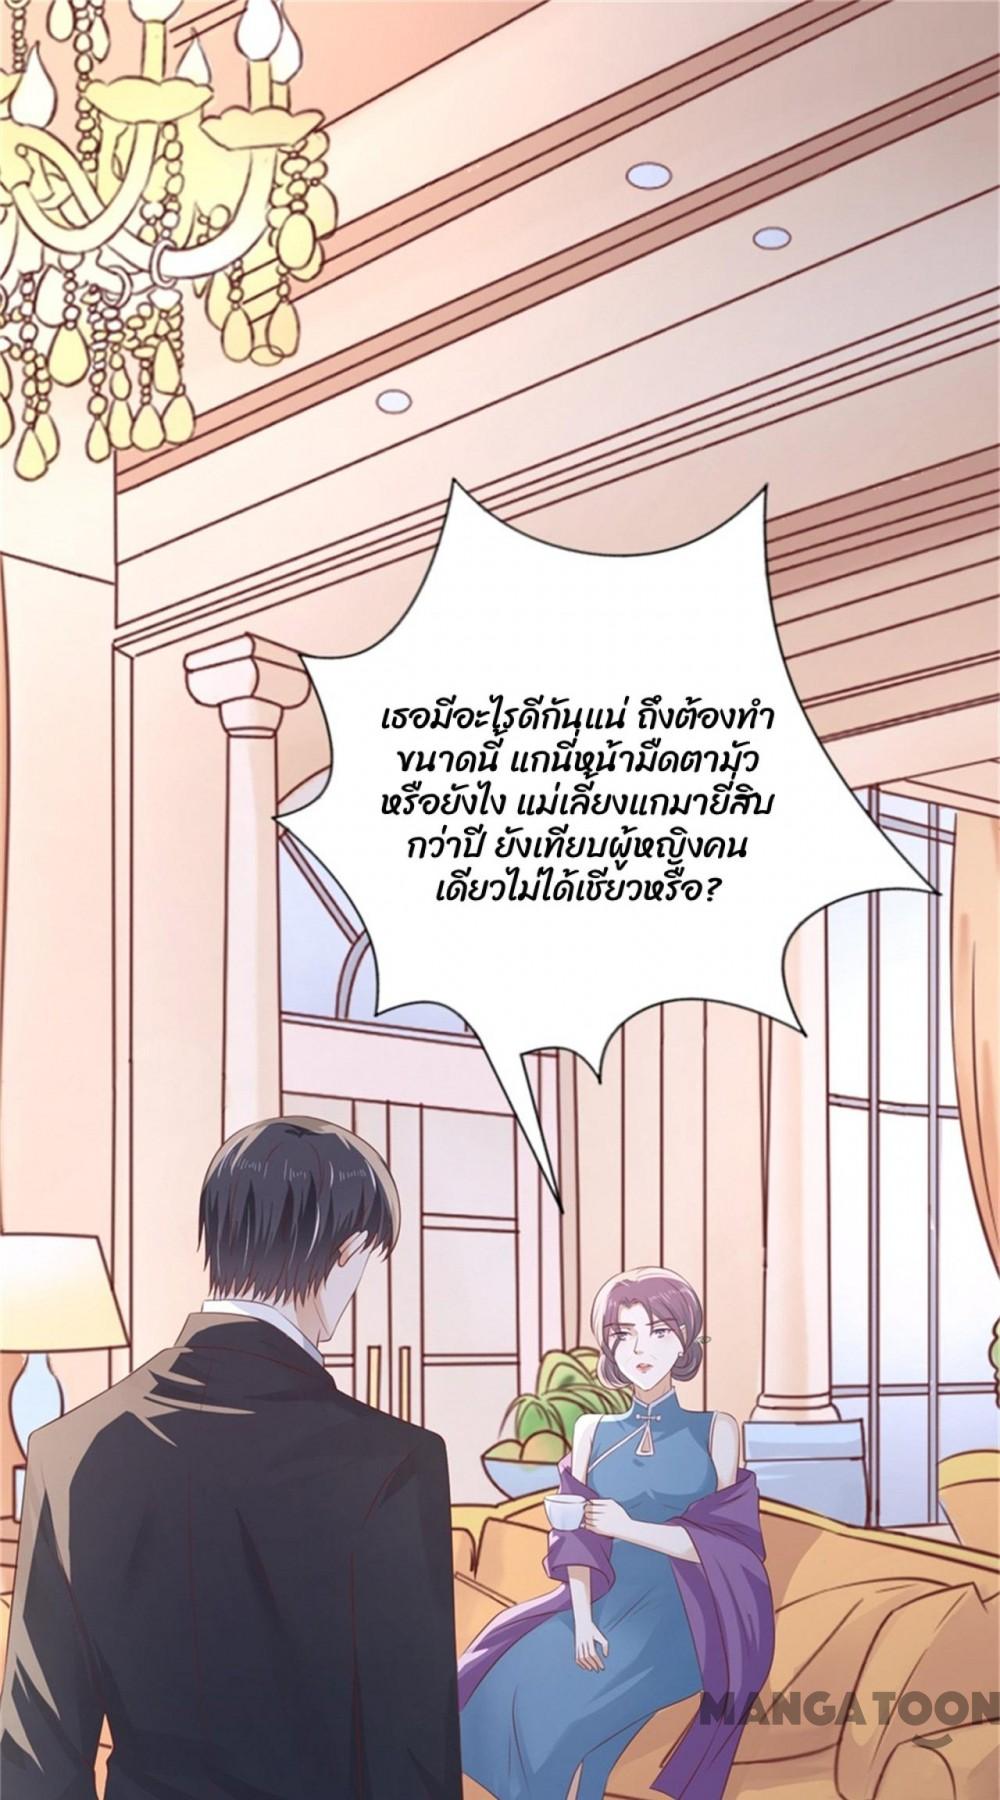 เธอมีอะไรดีกันแน่ ถึงต้องทำ
ขนาดนี้ แกนี่หน้ามืดตามัว
หรือยังไง แม่เลี้ยงแกมายี่สิบ
กว่าปี ยังเทียบผู้หญิงคน
เดียวไม่ได้เชียวหรือ?
MANGATOON